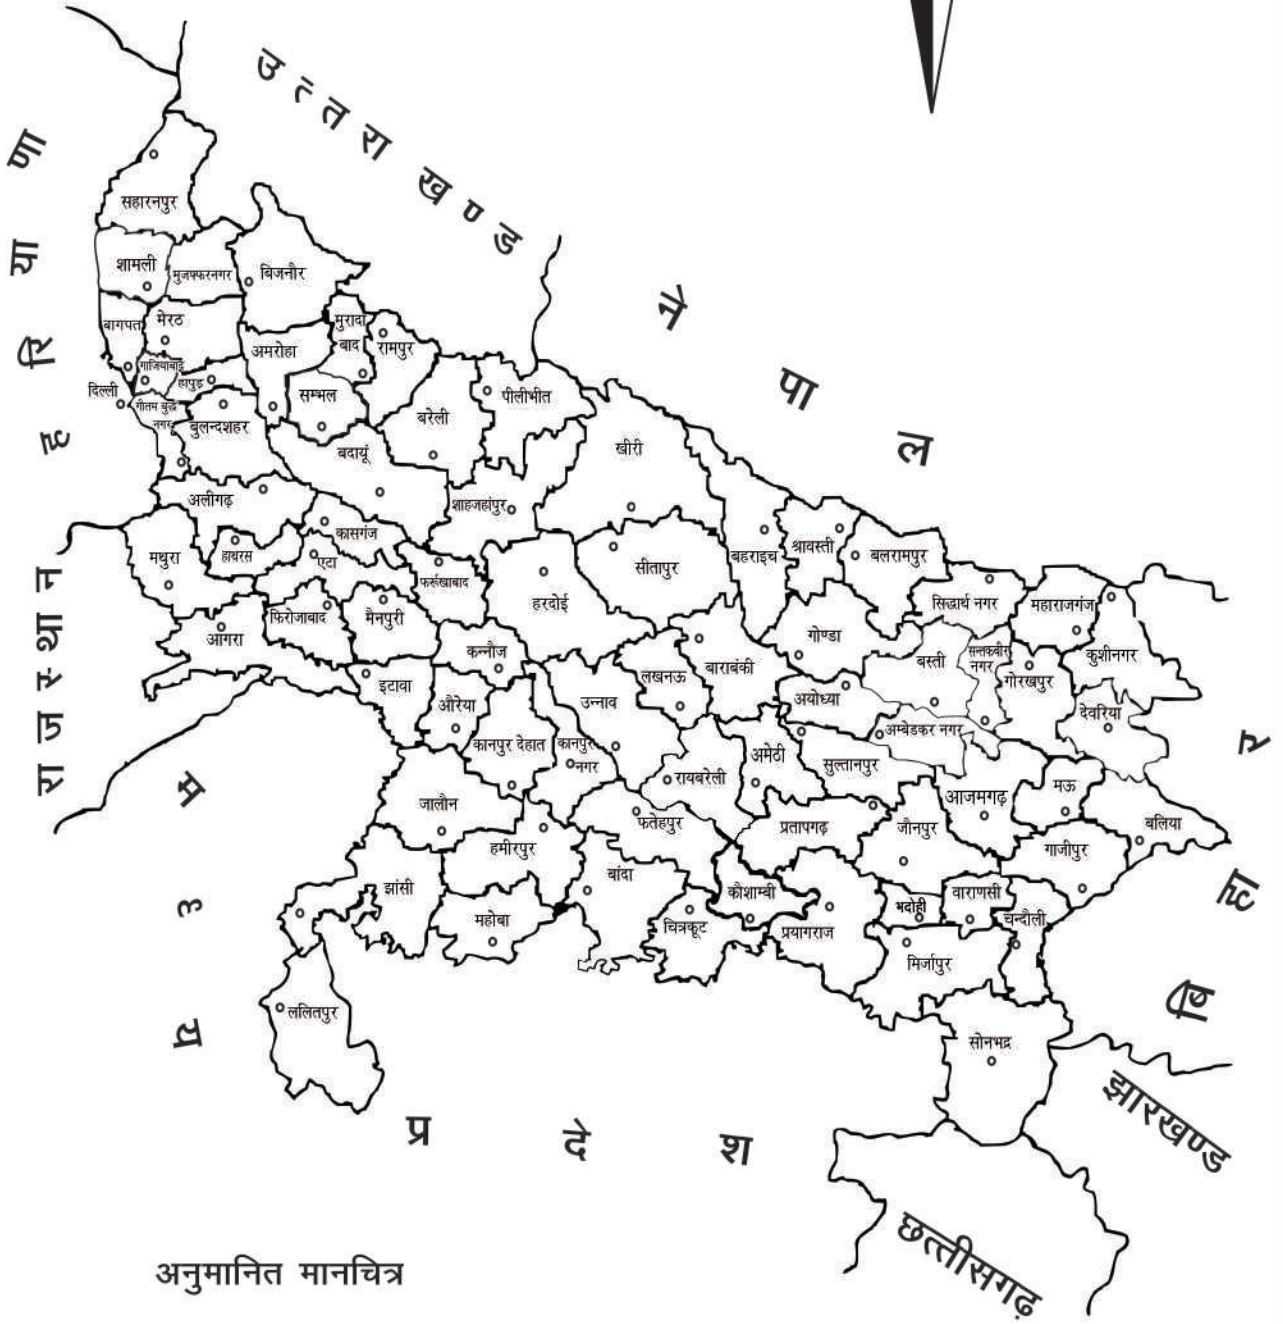 उत्तराखण्ड
हरियाणा
नेपाल
राजस्थान
मध्य
प्रदेश
बिहार
झारखण्ड
छत्तीसगढ़
सहारनपुर
शामली
मुजफ्फरनगर
बिजनौर
बागपत
मेरठ
मुरादा
बाद
रामपुर
अमरोहा
गाजियाबाद
हापुड़
दिल्ली
गौतम बुद्ध
नगर
बुलन्दशहर
सम्भल
बरेली
पीलीभीत
बदायूं
खीरी
अलीगढ़
शाहजहांपुर
कासगंज
मथुरा
हाथरस
एटा
फर्रूखाबाद
हरदोई
सीतापुर
बहराइच
श्रावस्ती
बलरामपुर
सिद्धार्थ नगर
महाराजगंज
आगरा
फिरोजाबाद
मैनपुरी
कन्नौज
गोण्डा
बस्ती
सन्तकबीर
नगर
गोरखपुर
कुशीनगर
लखनऊ
बाराबंकी
इटावा
औरेया
उन्नाव
अयोध्या
अम्बेडकर नगर
देवरिया
कानपुर देहात
कानपुर
नगर
रायबरेली
अमेठी
सुल्तानपुर
आजमगढ़
मऊ
जालौन
फतेहपुर
प्रतापगढ़
जौनपुर
बलिया
हमीरपुर
गाजीपुर
झांसी
बांदा
कौशाम्बी
भदोही
वाराणसी
महोबा
चित्रकूट
प्रयागराज
चन्दौली
मिर्जापुर
ललितपुर
सोनभद्र
अनुमानित मानचित्र